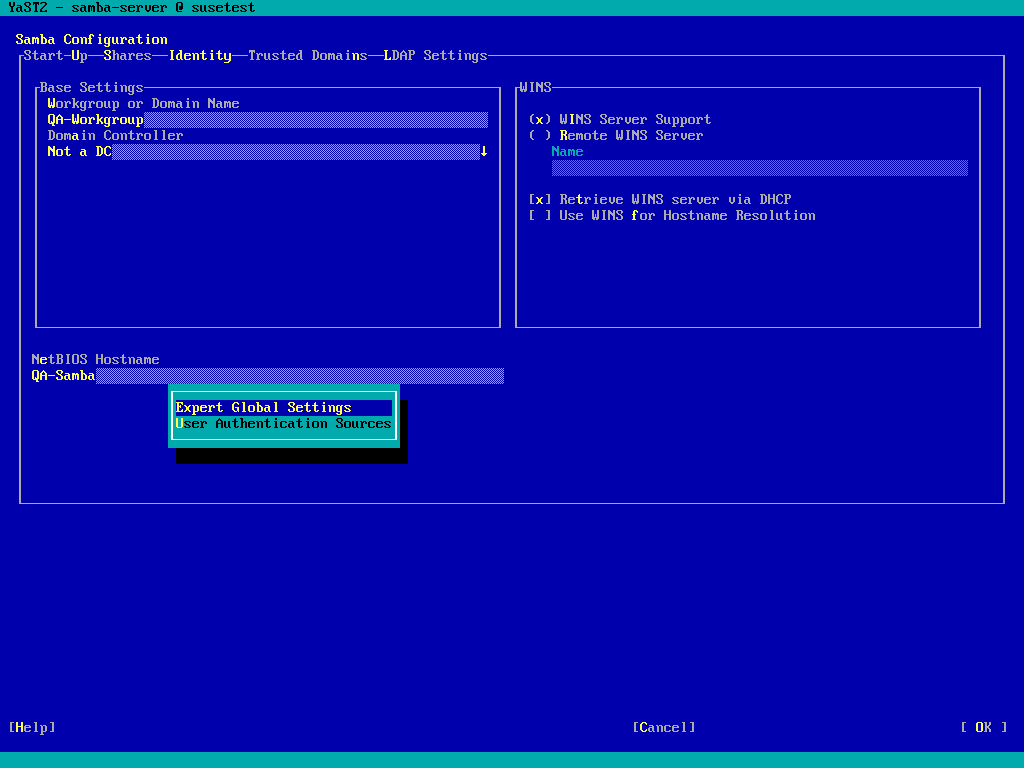 YaST2 - samba-server @ susetest
Samba Configuration
Start-Up Shares Identity Trusted Domains LDAP Settings
Base Settings
Workgroup or Domain Name
QA-Workgroup
Domain Controller
Not a DC ↓
WINS
(x) WINS Server Support
( ) Remote WINS Server
Name
[x] Retrieve WINS server via DHCP
[ ] Use WINS for Hostname Resolution
NetBIOS Hostname
QA-Samba
Expert Global Settings
User Authentication Sources
[Help] [Cancel] [ OK ]